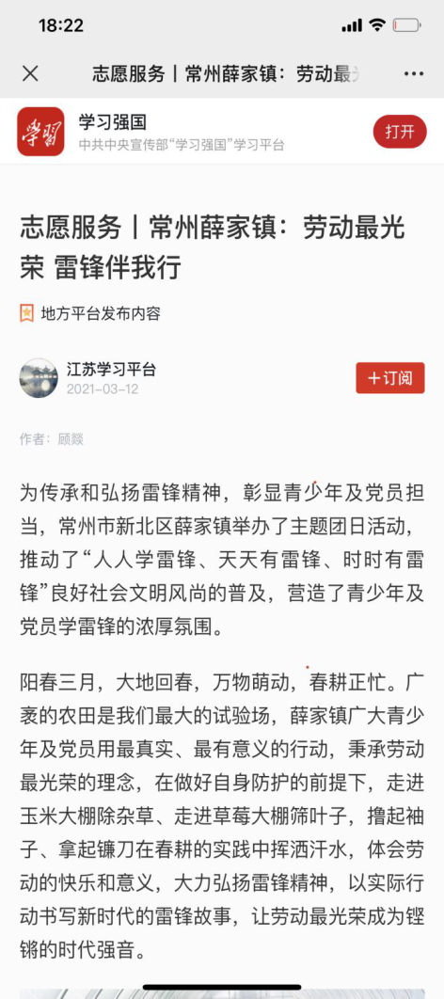 18:22
志愿服务丨常州薛家镇：劳动最
學習
学习强国
中共中央宣传部“学习强国”学习平台
打开
志愿服务丨常州薛家镇：劳动最光
荣 雷锋伴我行
地方平台发布内容
江苏学习平台
2021-03-12
＋订阅
作者：顾燚
为传承和弘扬雷锋精神，彰显青少年及党员担
当，常州市新北区薛家镇举办了主题团日活动，
推动了“人人学雷锋、天天有雷锋、时时有雷
锋”良好社会文明风尚的普及，营造了青少年及
党员学雷锋的浓厚氛围。
阳春三月，大地回春，万物萌动，春耕正忙。广
袤的农田是我们最大的试验场，薛家镇广大青少
年及党员用最真实、最有意义的行动，秉承劳动
最光荣的理念，在做好自身防护的前提下，走进
玉米大棚除杂草、走进草莓大棚筛叶子，撸起袖
子、拿起镰刀在春耕的实践中挥洒汗水，体会劳
动的快乐和意义，大力弘扬雷锋精神，以实际行
动书写新时代的雷锋故事，让劳动最光荣成为铿
锵的时代强音。